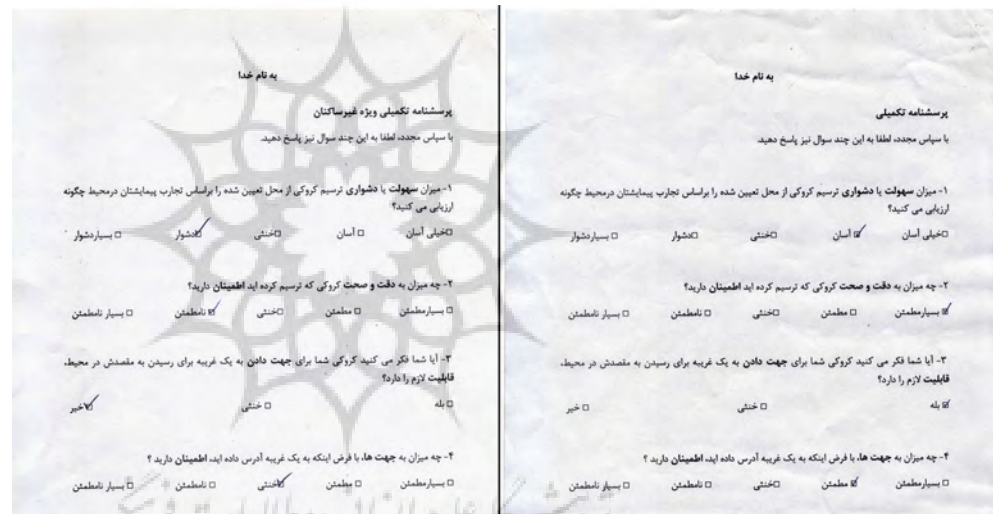 به نام خدا
پرسشنامه تکمیلی
با سپاس مجدد، لطفا به این چند سوال نیز پاسخ دهید.
۱- میزان سهولت یا دشواری ترسیم کروکی از محل تعیین شده را براساس تجارب پیمایشتان درمحیط چگونه
ارزیابی می کنید؟
□خیلی آسان □ آسان □خنثی □دشوار □ بسیاردشوار
۲- چه میزان به دقت و صحت کروکی که ترسیم کرده اید اطمینان دارید؟
□ بسیارمطمئن □ مطمئن □خنثی □ نامطمئن □ بسیار نامطمئن
۳- آیا شما فکر می کنید کروکی شما برای جهت دادن به یک غریبه برای رسیدن به مقصدش در محیط،
قابلیت لازم را دارد؟
□ بله □ خنثی □ خیر
۴- چه میزان به جهت ها، با فرض اینکه به یک غریبه آدرس داده اید، اطمینان دارید ؟
□ بسیارمطمئن □ مطمئن □خنثی □ نامطمئن □ بسیار نامطمئن
به نام خدا
پرسشنامه تکمیلی ویژه غیرساکنان
با سپاس مجدد، لطفا به این چند سوال نیز پاسخ دهید.
۱- میزان سهولت یا دشواری ترسیم کروکی از محل تعیین شده را براساس تجارب پیمایشتان درمحیط چگونه
ارزیابی می کنید؟
□خیلی آسان □ آسان □خنثی □دشوار □ بسیاردشوار
۲- چه میزان به دقت و صحت کروکی که ترسیم کرده اید اطمینان دارید؟
□ بسیارمطمئن □ مطمئن □خنثی □ نامطمئن □ بسیار نامطمئن
۳- آیا شما فکر می کنید کروکی شما برای جهت دادن به یک غریبه برای رسیدن به مقصدش در محیط،
قابلیت لازم را دارد؟
□ بله □ خنثی □ خیر
۴- چه میزان به جهت ها، با فرض اینکه به یک غریبه آدرس داده اید، اطمینان دارید ؟
□ بسیارمطمئن □ مطمئن □خنثی □ نامطمئن □ بسیار نامطمئن